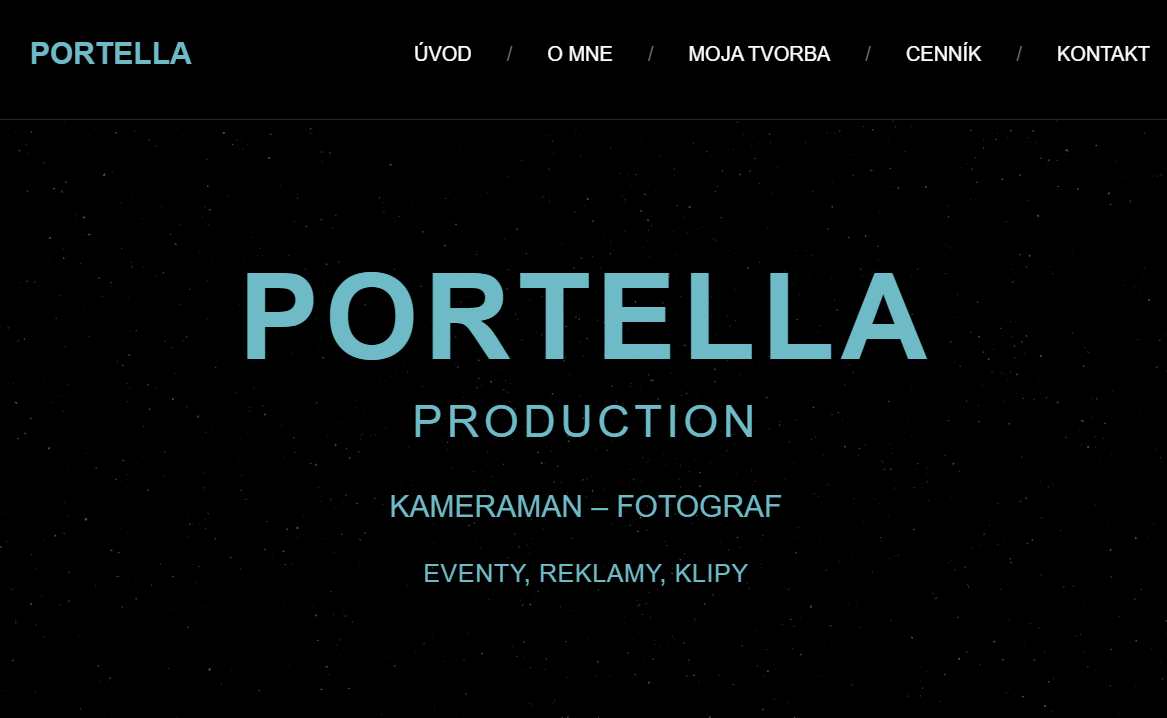 PORTELLA
ÚVOD / O MNE / MOJA TVORBA / CENNÍK / KONTAKT
PORTELLA
PRODUCTION
KAMERAMAN – FOTOGRAF
EVENTY, REKLAMY, KLIPY